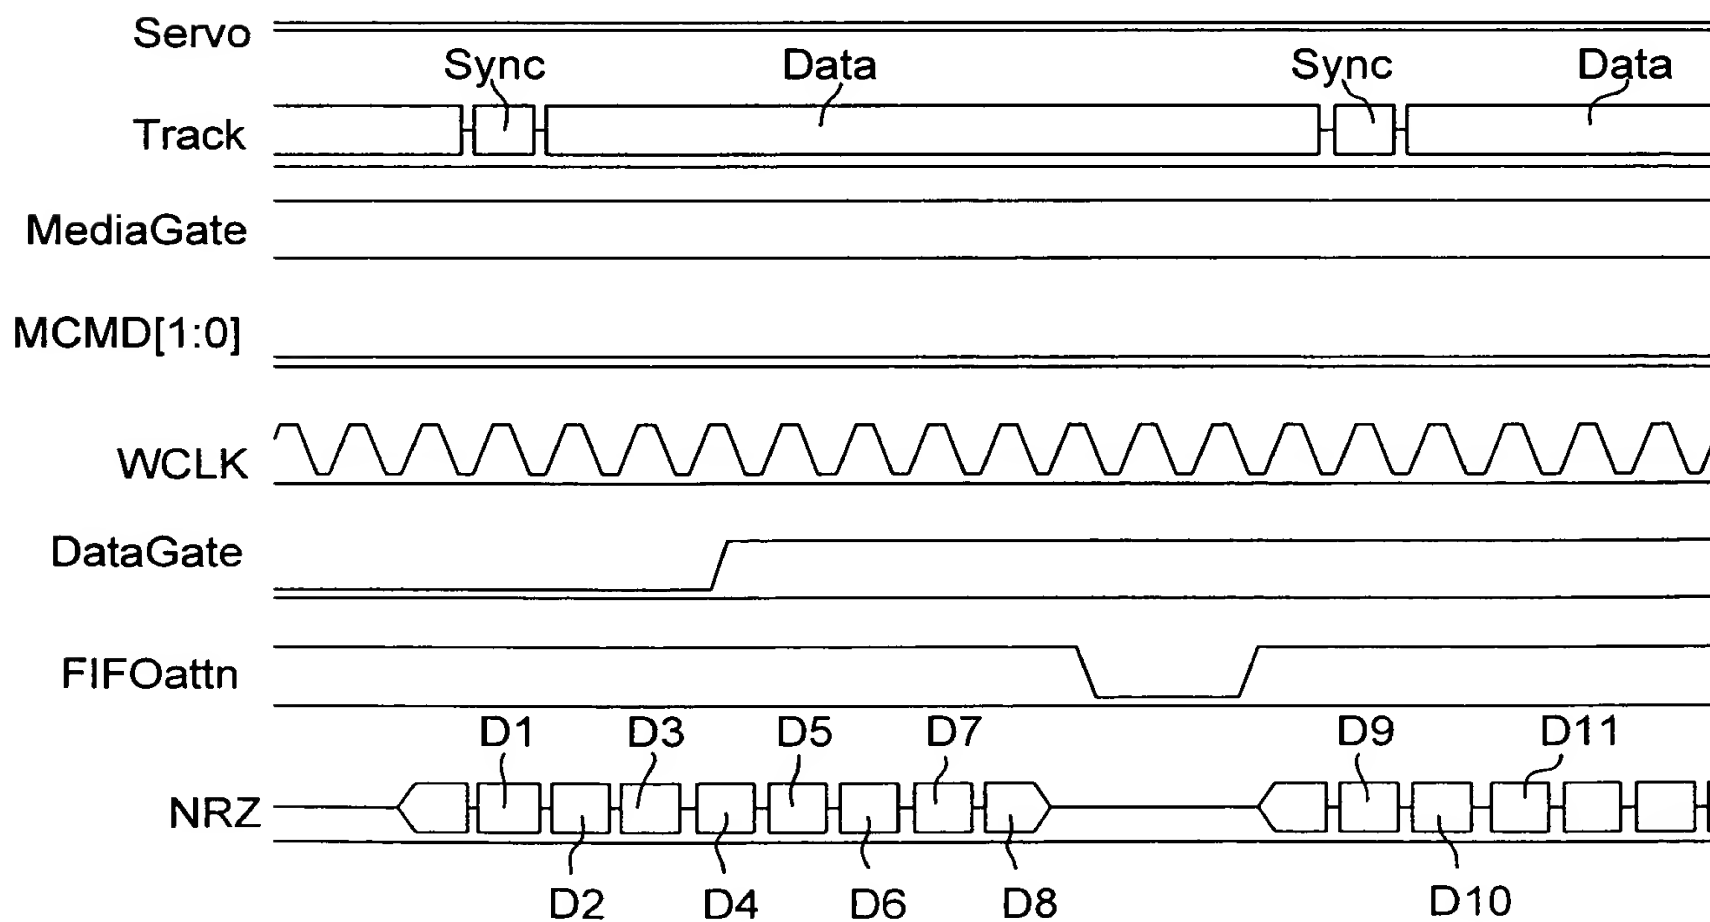 Servo
Sync Data Sync Data
Track
MediaGate
MCMD[1:0]
WCLK
DataGate
FIFOattn
D1 D3 D5 D7 D9 D11
NRZ
D2 D4 D6 D8 D10